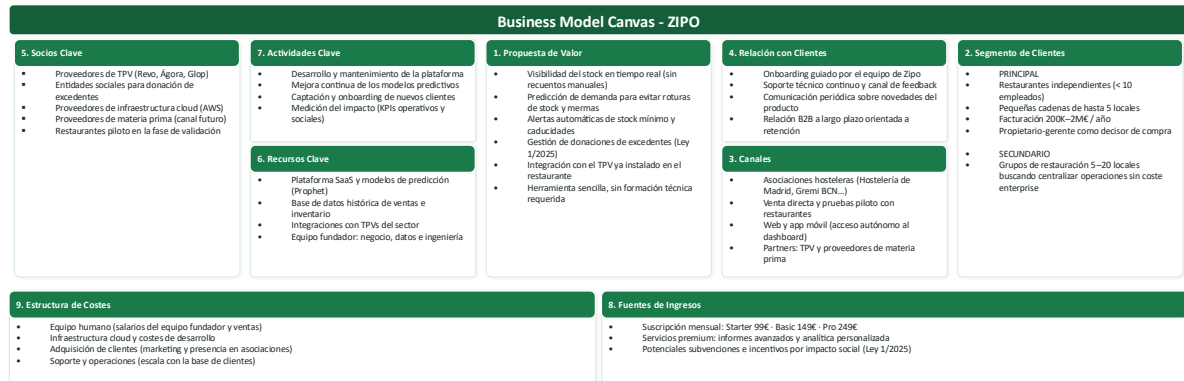 Business Model Canvas - ZIPO
5. Socios Clave
▪ Proveedores de TPV (Revo, Ágora, Glop)
▪ Entidades sociales para donación de
excedentes
▪ Proveedores de infraestructura cloud (AWS)
▪ Proveedores de materia prima (canal futuro)
▪ Restaurantes piloto en la fase de validación
7. Actividades Clave
• Desarrollo y mantenimiento de la plataforma
• Mejora continua de los modelos predictivos
• Captación y onboarding de nuevos clientes
• Medición del impacto (KPIs operativos y
sociales)
6. Recursos Clave
• Plataforma SaaS y modelos de predicción
(Prophet)
• Base de datos histórica de ventas e
inventario
• Integraciones con TPVs del sector
• Equipo fundador: negocio, datos e ingeniería
1. Propuesta de Valor
• Visibilidad del stock en tiempo real (sin
recuentos manuales)
• Predicción de demanda para evitar roturas
de stock y mermas
• Alertas automáticas de stock mínimo y
caducidades
• Gestión de donaciones de excedentes (Ley
1/2025)
• Integración con el TPV ya instalado en el
restaurante
• Herramienta sencilla, sin formación técnica
requerida
4. Relación con Clientes
• Onboarding guiado por el equipo de Zipo
• Soporte técnico continuo y canal de feedback
• Comunicación periódica sobre novedades del
producto
• Relación B2B a largo plazo orientada a
retención
3. Canales
• Asociaciones hosteleras (Hostelería de
Madrid, Gremi BCN...)
• Venta directa y pruebas piloto con
restaurantes
• Web y app móvil (acceso autónomo al
dashboard)
• Partners: TPV y proveedores de materia
prima
2. Segmento de Clientes
• PRINCIPAL
• Restaurantes independientes (< 10
empleados)
• Pequeñas cadenas de hasta 5 locales
• Facturación 200K–2M€ / año
• Propietario-gerente como decisor de compra
• SECUNDARIO
• Grupos de restauración 5–20 locales
buscando centralizar operaciones sin coste
enterprise
9. Estructura de Costes
• Equipo humano (salarios del equipo fundador y ventas)
• Infraestructura cloud y costes de desarrollo
• Adquisición de clientes (marketing y presencia en asociaciones)
• Soporte y operaciones (escala con la base de clientes)
8. Fuentes de Ingresos
• Suscripción mensual: Starter 99€ · Basic 149€ · Pro 249€
• Servicios premium: informes avanzados y analítica personalizada
• Potenciales subvenciones e incentivos por impacto social (Ley 1/2025)